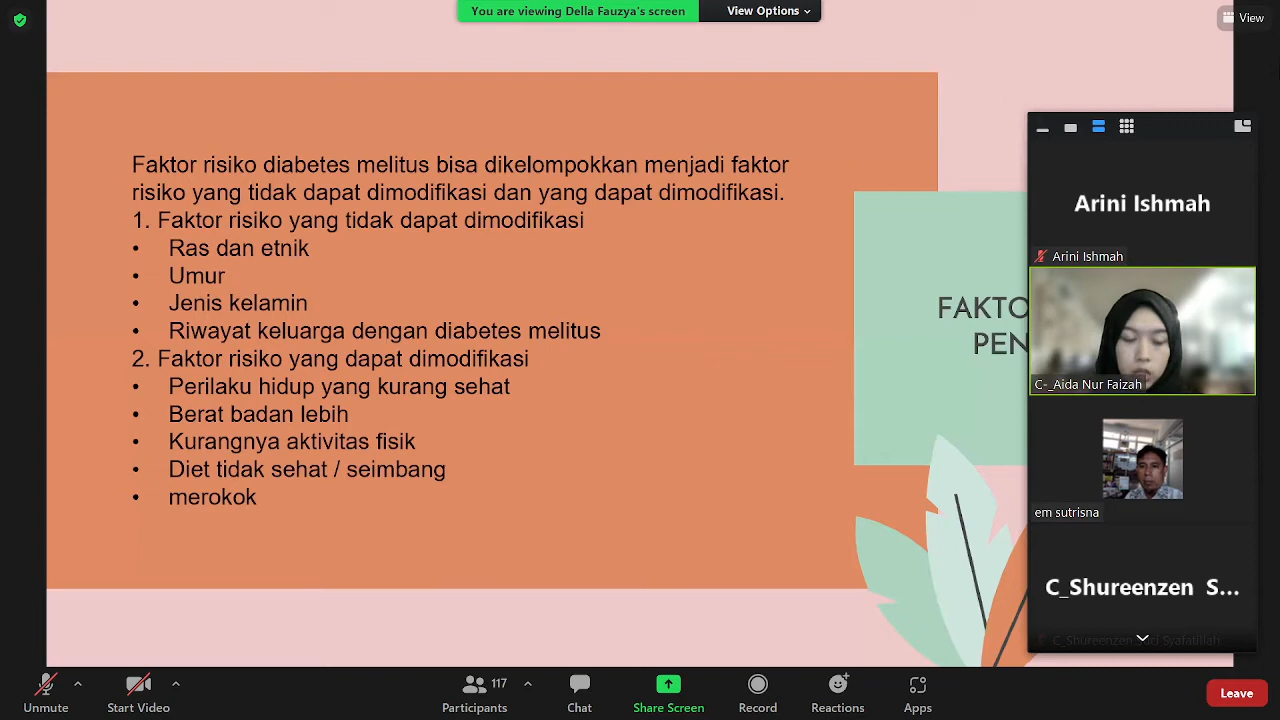 You are viewing Della Fauzya's screen
View Options
View
Faktor risiko diabetes melitus bisa dikelompokkan menjadi faktor
risiko yang tidak dapat dimodifikasi dan yang dapat dimodifikasi.
1. Faktor risiko yang tidak dapat dimodifikasi
• Ras dan etnik
• Umur
• Jenis kelamin
• Riwayat keluarga dengan diabetes melitus
2. Faktor risiko yang dapat dimodifikasi
• Perilaku hidup yang kurang sehat
• Berat badan lebih
• Kurangnya aktivitas fisik
• Diet tidak sehat / seimbang
• merokok
FAKTO
PEN
Arini Ishmah
Arini Ishmah
C-_Aida Nur Faizah
em sutrisna
C_Shureenzen S...
C_Shureenzen Suci Syafatillah
Unmute
Start Video
117
Participants
Chat
Share Screen
Record
Reactions
Apps
Leave